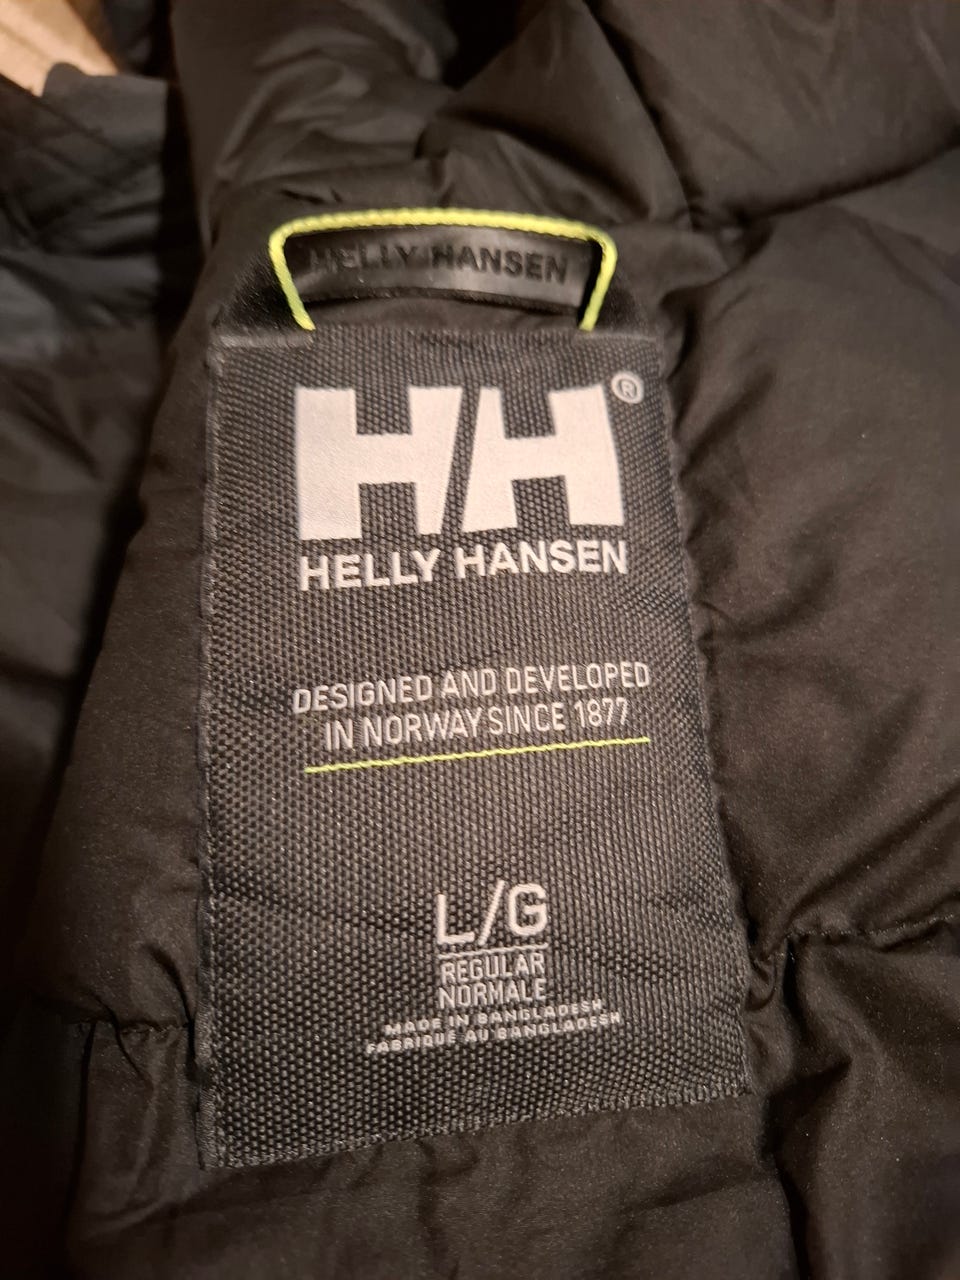 HELLY HANSEN
HH®
HELLY HANSEN
DESIGNED AND DEVELOPED
IN NORWAY SINCE 1877
L/G
REGULAR
NORMALE
MADE IN BANGLADESH
FABRIQUÉ AU BANGLADESH